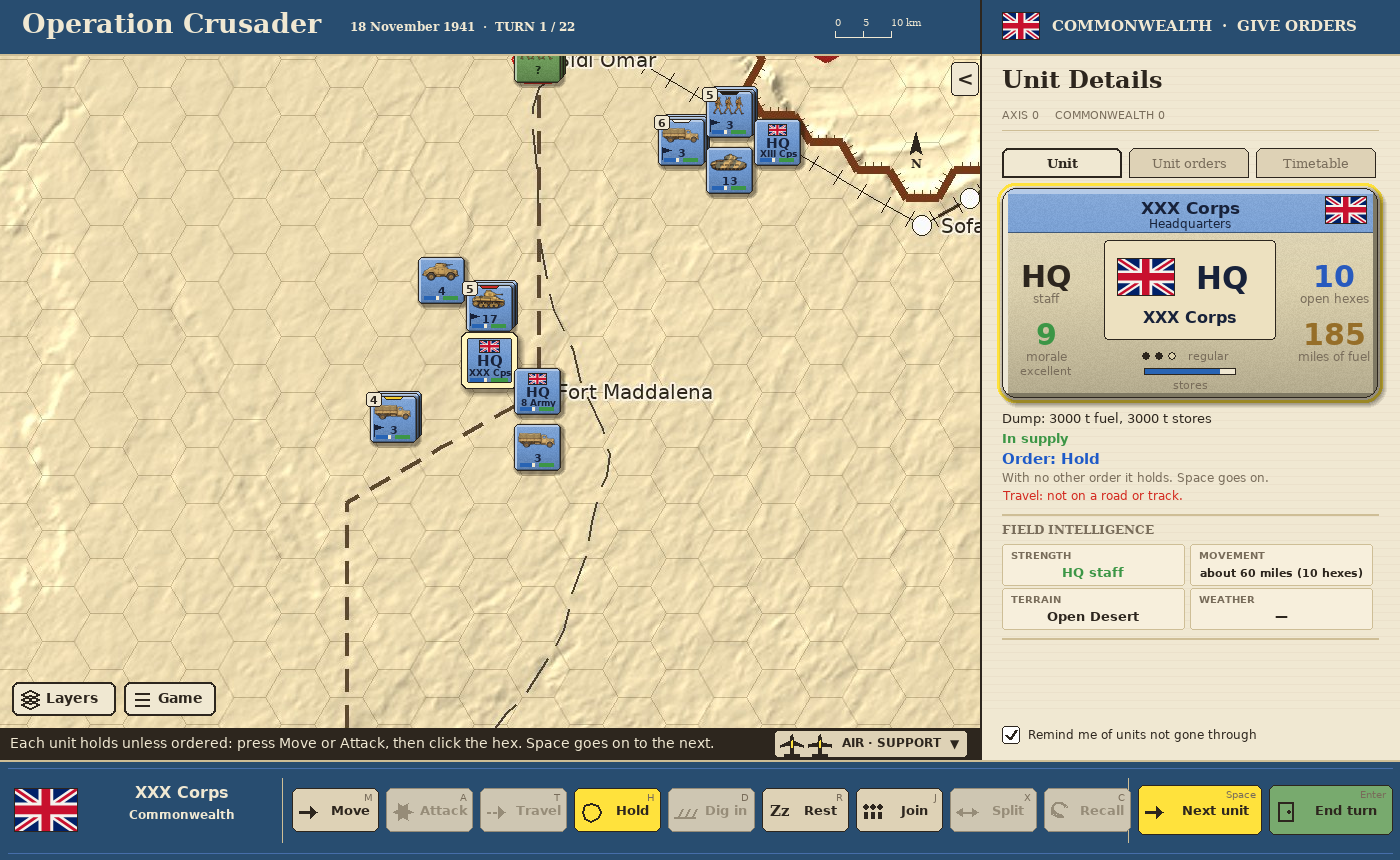 Operation Crusader
18 November 1941 · TURN 1 / 22
0 5 10 km
COMMONWEALTH · GIVE ORDERS
Sidi Omar
?
<
5
3
6
3
HQ
XIII Cps
13
N
Sofa
4
5
17
HQ
XXX Cps
HQ
8 Army
Fort Maddalena
4
3
3
Layers
Game
Each unit holds unless ordered: press Move or Attack, then click the hex. Space goes on to the next.
AIR · SUPPORT ▼
Unit Details
AXIS 0 COMMONWEALTH 0
Unit
Unit orders
Timetable
XXX Corps
Headquarters
HQ
staff
9
morale
excellent
HQ
XXX Corps
regular
stores
10
open hexes
185
miles of fuel
Dump: 3000 t fuel, 3000 t stores
In supply
Order: Hold
With no other order it holds. Space goes on.
Travel: not on a road or track.
FIELD INTELLIGENCE
STRENGTH
HQ staff
MOVEMENT
about 60 miles (10 hexes)
TERRAIN
Open Desert
WEATHER
—
Remind me of units not gone through
XXX Corps
Commonwealth
M
Move
A
Attack
T
Travel
H
Hold
D
Dig in
R
Zz Rest
J
Join
X
Split
C
Recall
Space
Next unit
Enter
End turn